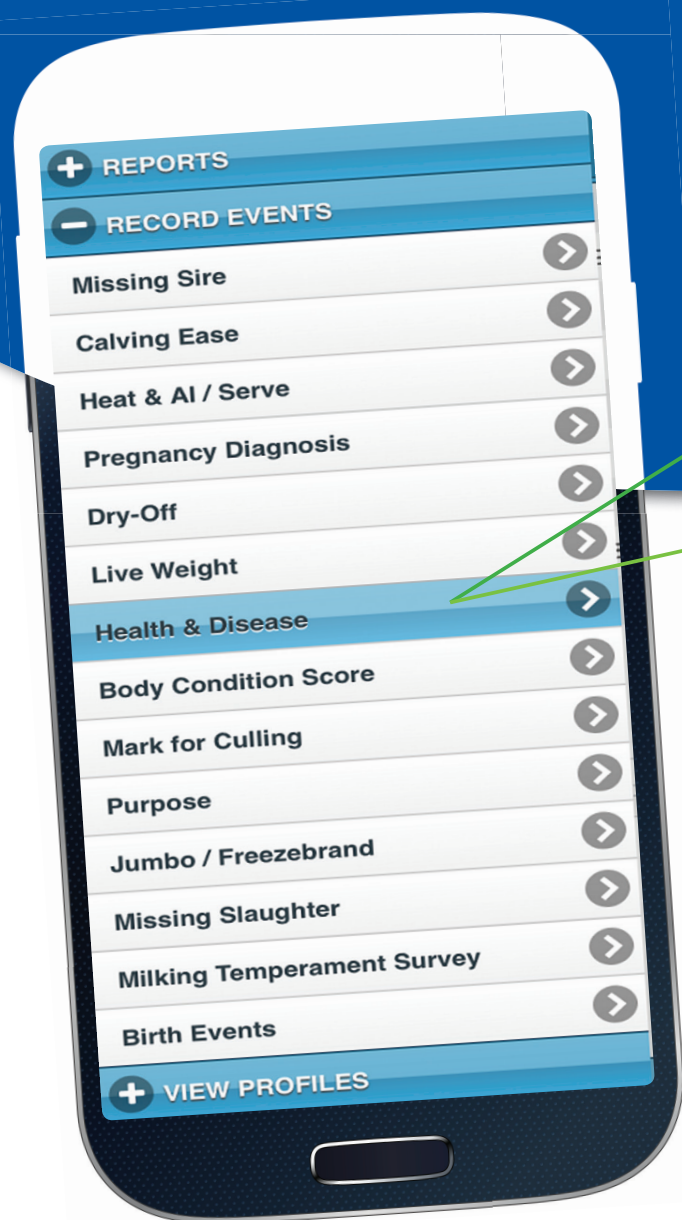 REPORTS
RECORD EVENTS
Missing Sire
Calving Ease
Heat & AI / Serve
Pregnancy Diagnosis
Dry-Off
Live Weight
Health & Disease
Body Condition Score
Mark for Culling
Purpose
Jumbo / Freezebrand
Missing Slaughter
Milking Temperament Survey
Birth Events
VIEW PROFILES